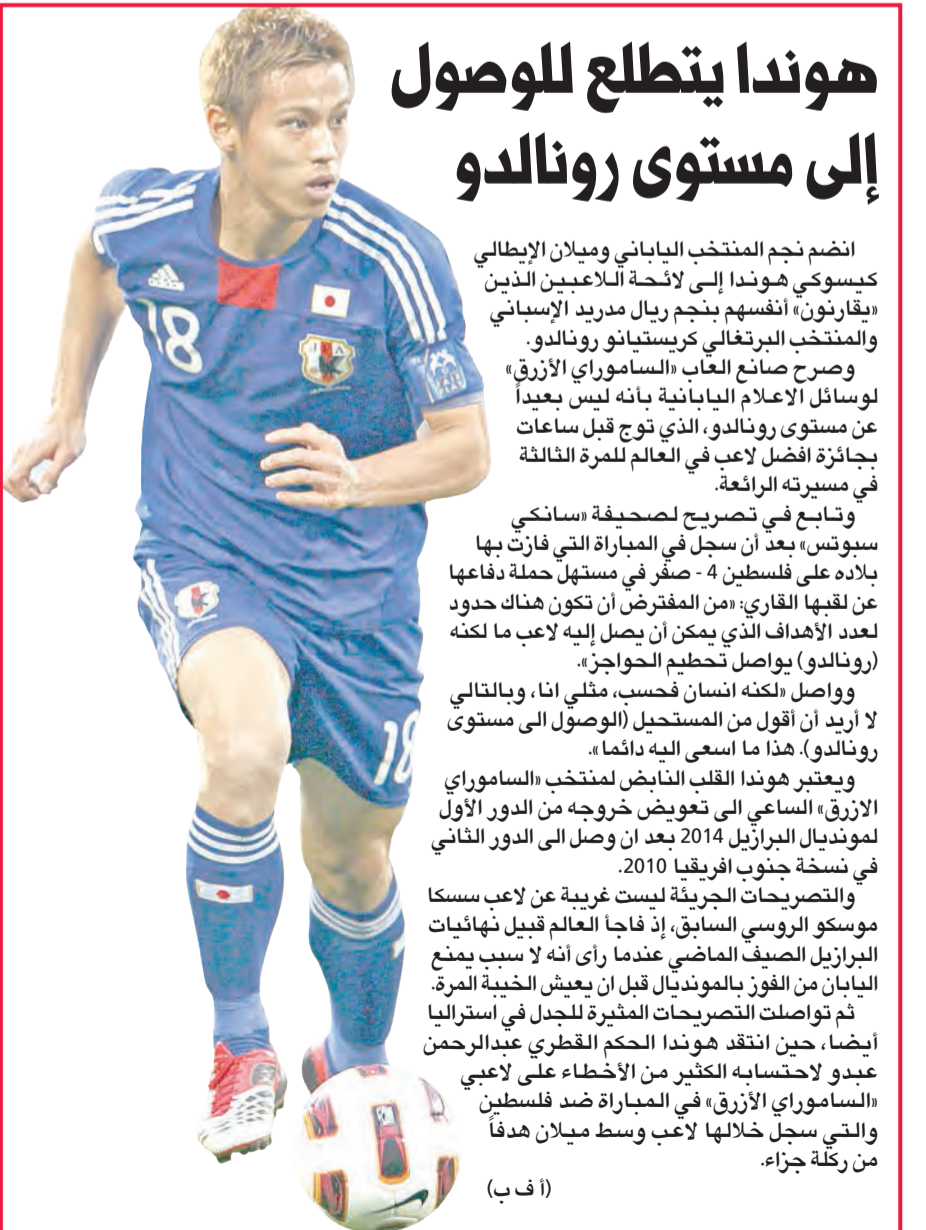 هوندا يتطلع للوصول
إلى مستوى رونالدو
انضم نجم المنتخب الياباني وميلان الإيطالي
كيسوكي هوندا إلى لائحة اللاعبين الذين
«يقارنون» أنفسهم بنجم ريال مدريد الإسباني
والمنتخب البرتغالي كريستيانو رونالدو.
وصرح صانع العاب «الساموراي الأزرق»
لوسائل الاعلام اليابانية بأنه ليس بعيداً
عن مستوى رونالدو، الذي توج قبل ساعات
بجائزة افضل لاعب في العالم للمرة الثالثة
في مسيرته الرائعة.
وتابع في تصريح لصحيفة «سانكي
سبوتس» بعد أن سجل في المباراة التي فازت بها
بلاده على فلسطين 4 - صفر في مستهل حملة دفاعها
عن لقبها القاري: «من المفترض أن تكون هناك حدود
لعدد الأهداف الذي يمكن أن يصل إليه لاعب ما لكنه
(رونالدو) يواصل تحطيم الحواجز».
وواصل «لكنه انسان فحسب، مثلي انا، وبالتالي
لا أريد أن أقول من المستحيل (الوصول الى مستوى
رونالدو). هذا ما اسعى اليه دائما».
ويعتبر هوندا القلب النابض لمنتخب «الساموراي
الازرق» الساعي الى تعويض خروجه من الدور الأول
لمونديال البرازيل 2014 بعد ان وصل الى الدور الثاني
في نسخة جنوب افريقيا 2010.
والتصريحات الجريئة ليست غريبة عن لاعب سسكا
موسكو الروسي السابق، إذ فاجأ العالم قبيل نهائيات
البرازيل الصيف الماضي عندما رأى أنه لا سبب يمنع
اليابان من الفوز بالمونديال قبل ان يعيش الخيبة المرة.
ثم تواصلت التصريحات المثيرة للجدل في استراليا
أيضا، حين انتقد هوندا الحكم القطري عبدالرحمن
عبدو لاحتسابه الكثير من الأخطاء على لاعبي
«الساموراي الأزرق» في المباراة ضد فلسطين
والتي سجل خلالها لاعب وسط ميلان هدفاً
من ركلة جزاء.
(أ ف ب)
adidas
18
JFA
18